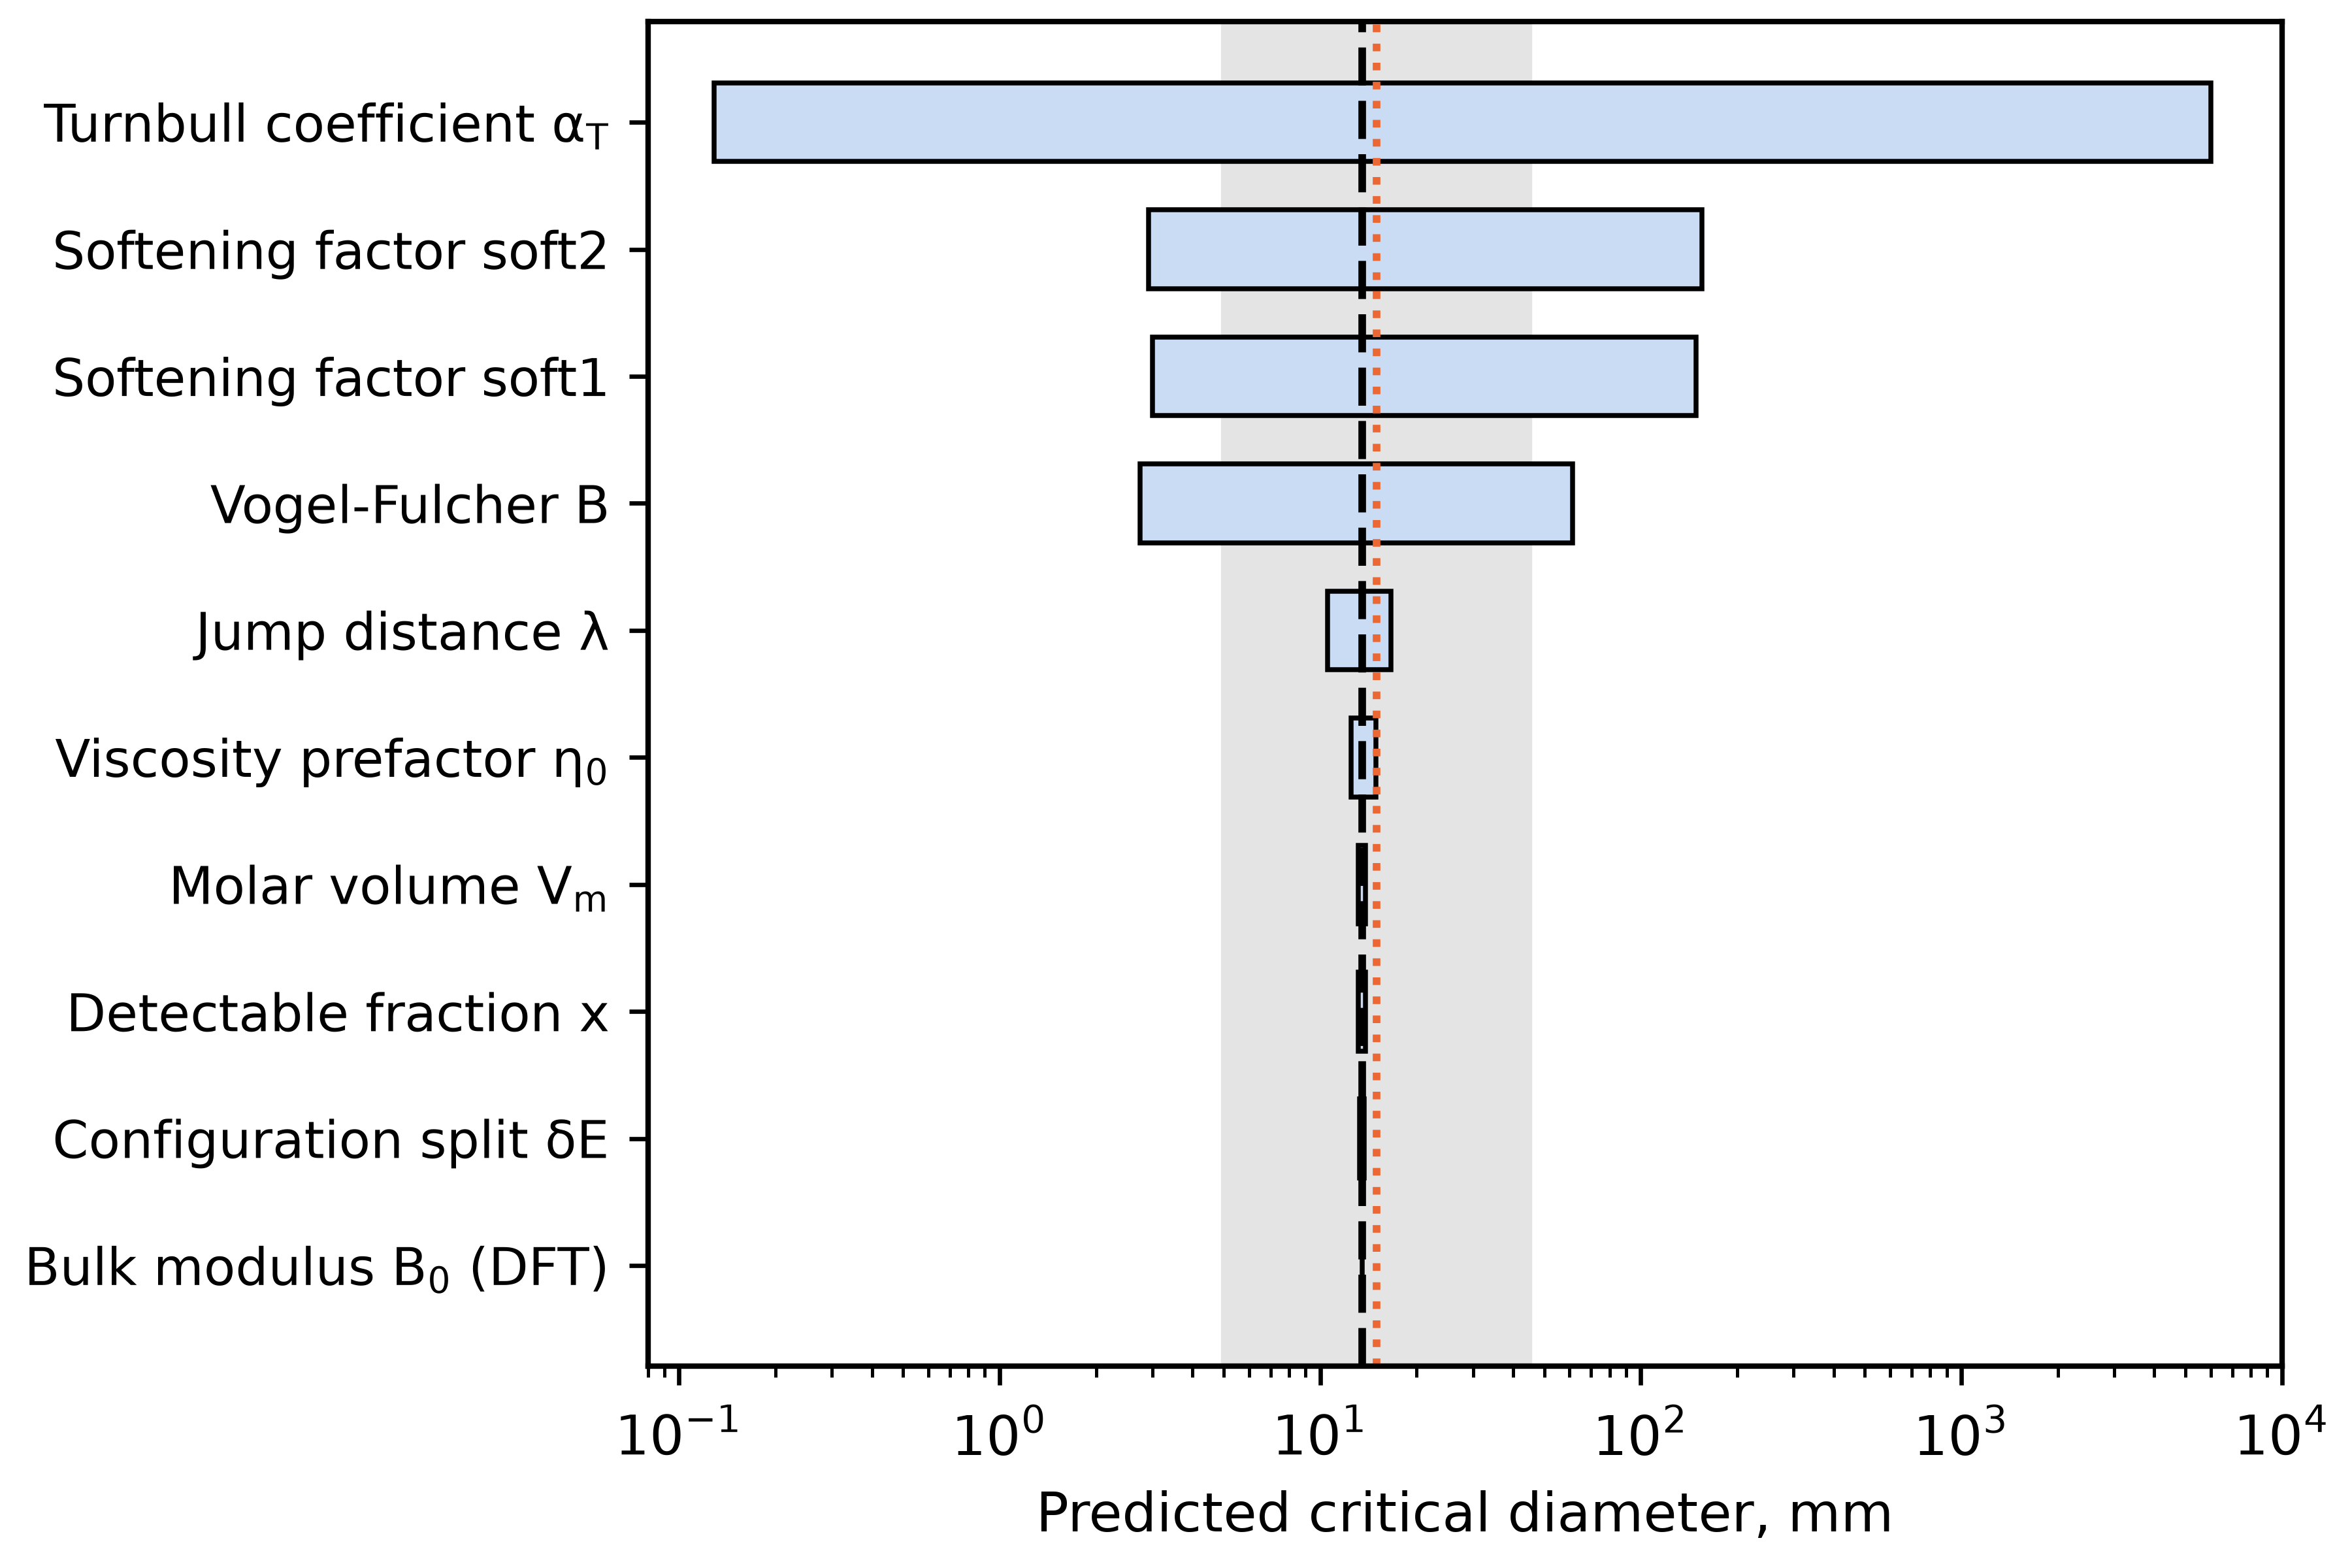 Turnbull coefficient α_T
Softening factor soft2
Softening factor soft1
Vogel-Fulcher B
Jump distance λ
Viscosity prefactor η₀
Molar volume Vₘ
Detectable fraction x
Configuration split δE
Bulk modulus B₀ (DFT)
10⁻¹ 10⁰ 10¹ 10² 10³ 10⁴
Predicted critical diameter, mm